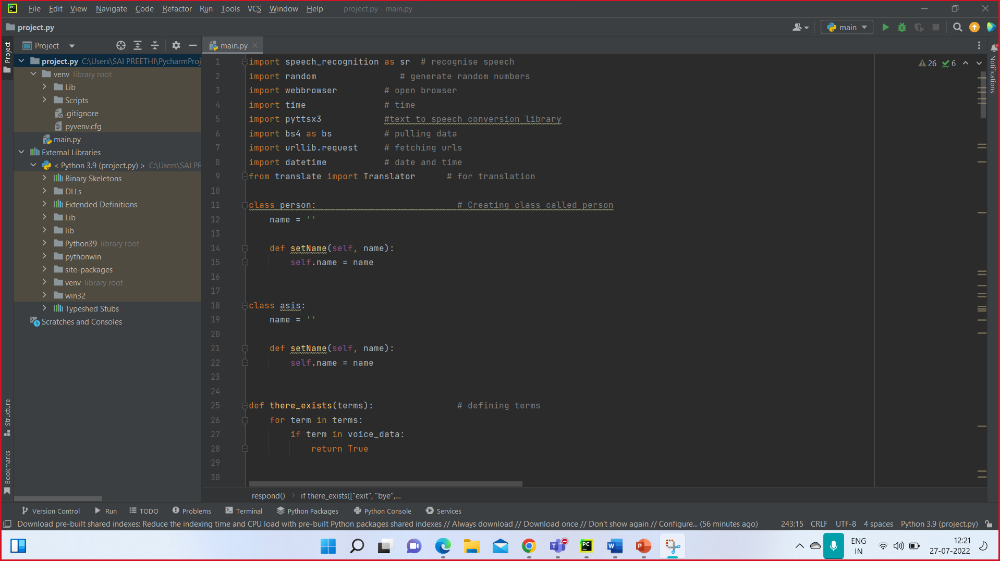 PC File Edit View Navigate Code Refactor Run Tools VCS Window Help project.py - main.py
project.py main
Project
main.py
project.py C:\Users\SAI PREETHI\PycharmProj
venv library root
Lib
Scripts
.gitignore
pyvenv.cfg
main.py
External Libraries
< Python 3.9 (project.py) > C:\Users\SAI PR
Binary Skeletons
DLLs
Extended Definitions
Lib
lib
Python39 library root
pythonwin
site-packages
venv library root
win32
Typeshed Stubs
Scratches and Consoles
Project
Structure
Bookmarks
1 import speech_recognition as sr # recognise speech
2 import random # generate random numbers
3 import webbrowser # open browser
4 import time # time
5 import pyttsx3 #text to speech conversion library
6 import bs4 as bs # pulling data
7 import urllib.request # fetching urls
8 import datetime # date and time
9 from translate import Translator # for translation
10
11 class person: # Creating class called person
12 name = ''
13
14 def setName(self, name):
15 self.name = name
16
17
18 class asis:
19 name = ''
20
21 def setName(self, name):
22 self.name = name
23
24
25 def there_exists(terms): # defining terms
26 for term in terms:
27 if term in voice_data:
28 return True
29
30
26 6
Notifications
respond() if there_exists(["exit", "bye",...
Version Control Run TODO Problems Terminal Python Packages Python Console Services
Download pre-built shared indexes: Reduce the indexing time and CPU load with pre-built Python packages shared indexes // Always download // Download once // Don't show again // Configure... (56 minutes ago) 243:15 CRLF UTF-8 4 spaces Python 3.9 (project.py)
T PC W P
ENG
IN
12:21
27-07-2022